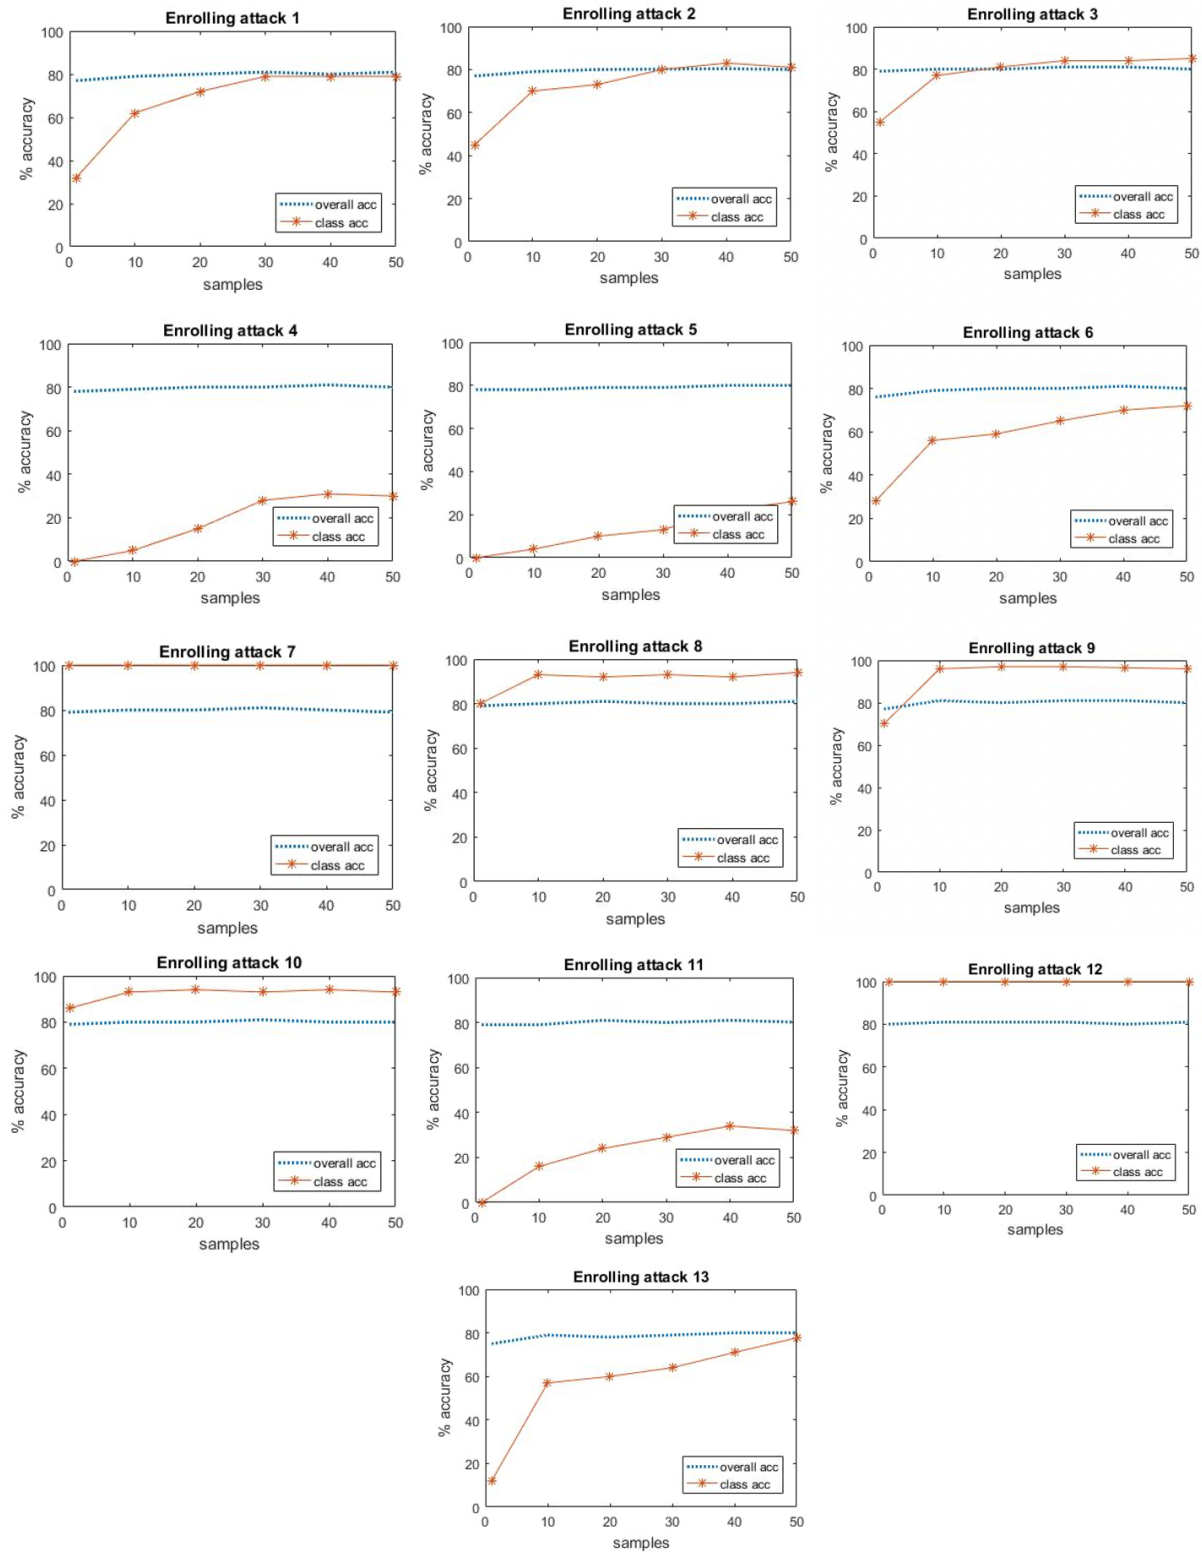 Enrolling attack 1
100
80
60
40
20
0
% accuracy
overall acc
class acc
0 10 20 30 40 50
samples
Enrolling attack 2
100
80
60
40
20
0
% accuracy
overall acc
class acc
0 10 20 30 40 50
samples
Enrolling attack 3
100
80
60
40
20
0
% accuracy
overall acc
class acc
0 10 20 30 40 50
samples
Enrolling attack 4
100
80
60
40
20
0
% accuracy
overall acc
class acc
0 10 20 30 40 50
samples
Enrolling attack 5
100
80
60
40
20
0
% accuracy
overall acc
class acc
0 10 20 30 40 50
samples
Enrolling attack 6
100
80
60
40
20
0
% accuracy
overall acc
class acc
0 10 20 30 40 50
samples
Enrolling attack 7
100
80
60
40
20
0
% accuracy
overall acc
class acc
0 10 20 30 40 50
samples
Enrolling attack 8
100
80
60
40
20
0
% accuracy
overall acc
class acc
0 10 20 30 40 50
samples
Enrolling attack 9
100
80
60
40
20
0
% accuracy
overall acc
class acc
0 10 20 30 40 50
samples
Enrolling attack 10
100
80
60
40
20
0
% accuracy
overall acc
class acc
0 10 20 30 40 50
samples
Enrolling attack 11
100
80
60
40
20
0
% accuracy
overall acc
class acc
0 10 20 30 40 50
samples
Enrolling attack 12
100
80
60
40
20
0
% accuracy
overall acc
class acc
0 10 20 30 40 50
samples
Enrolling attack 13
100
80
60
40
20
0
% accuracy
overall acc
class acc
0 10 20 30 40 50
samples